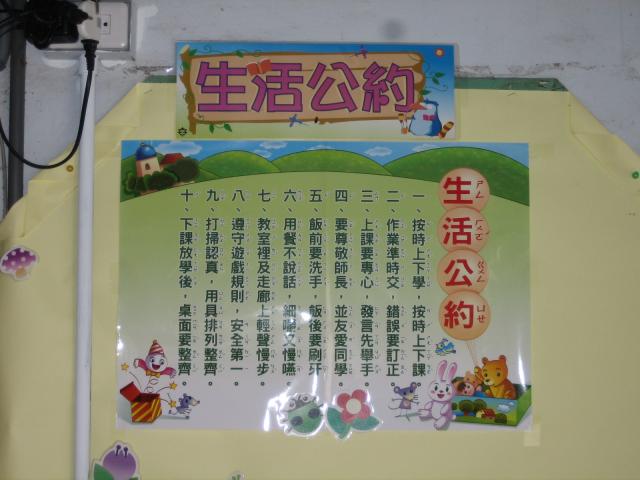 生活公約
生活公約
ㄕㄥ ㄏㄨㄛˊ ㄍㄨㄥ ㄩㄝ
一、按時上下學，按時上下課
二、作業準時交，錯誤要訂正。
三、上課要專心，發言先舉手。
四、要尊敬師長，並友愛同學。
五、飯前要洗手，飯後要刷牙
六、用餐不說話，細嚼又慢嚥。
七、教室裡及走廊上輕聲慢步。
八、遵守遊戲規則，安全第一。
九、打掃認真，用具排列整齊。
十、下課放學後，桌面要整齊。